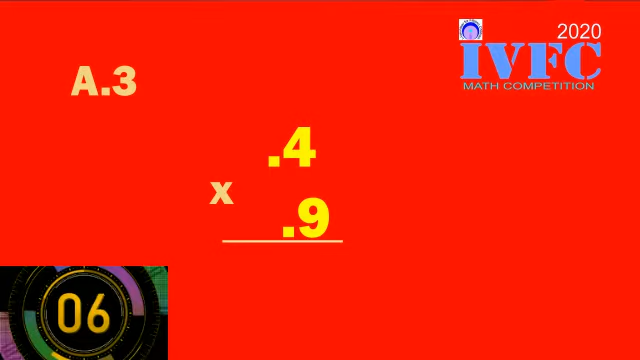 2020
IVFC
MATH COMPETITION
A.3
.4
x
.9
06